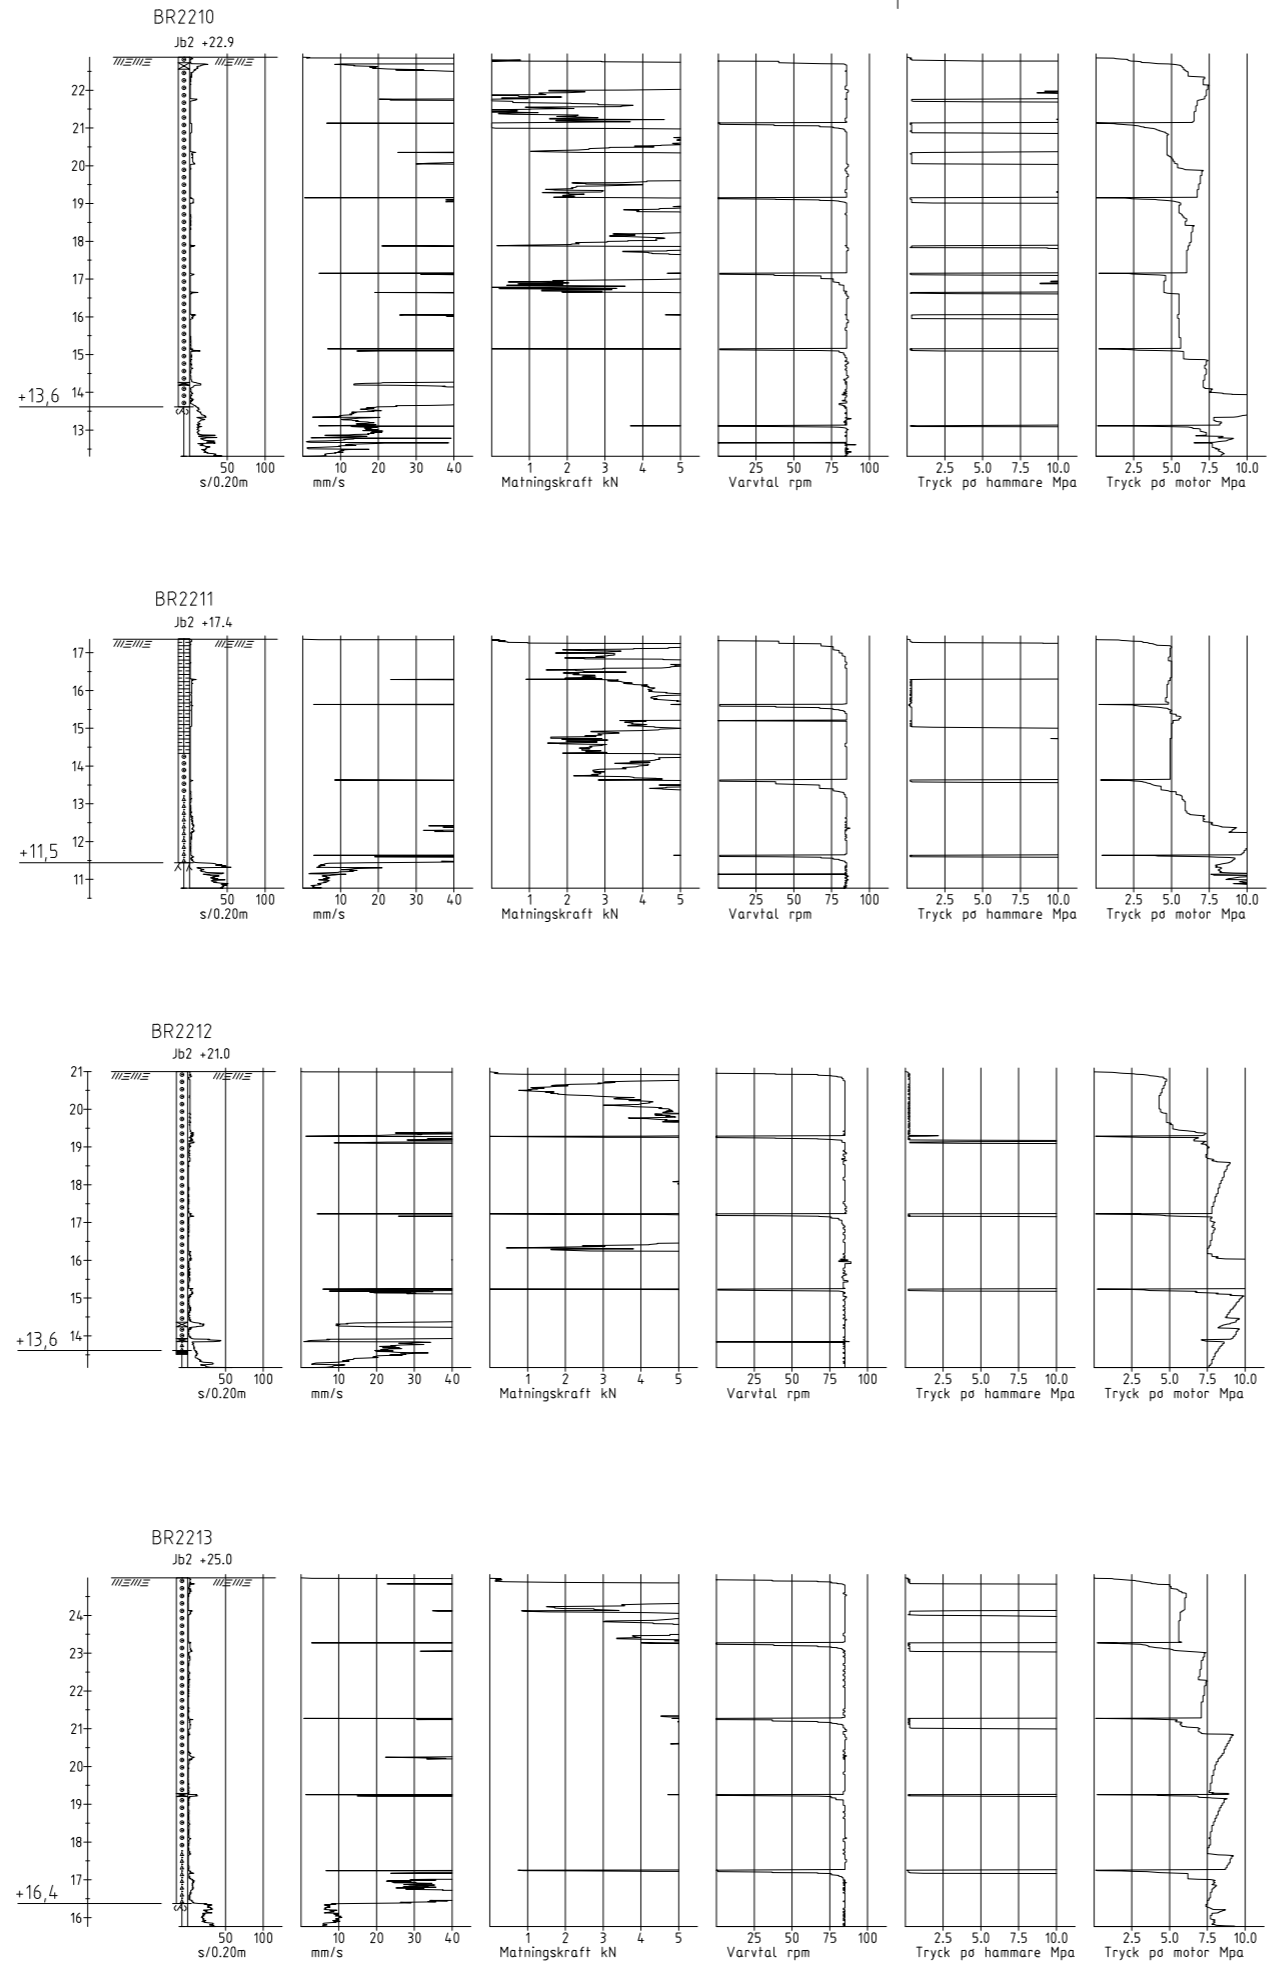 BR2210
Jb2 +22.9
22
21
20
19
18
17
16
15
14
13
+13,6
50 100
s/0.20m
10 20 30 40
mm/s
1 2 3 4 5
Matningskraft kN
25 50 75 100
Varvtal rpm
2.5 5.0 7.5 10.0
Tryck pσ hammare Mpa
2.5 5.0 7.5 10.0
Tryck pσ motor Mpa
BR2211
Jb2 +17.4
17
16
15
14
13
12
11
+11,5
50 100
s/0.20m
10 20 30 40
mm/s
1 2 3 4 5
Matningskraft kN
25 50 75 100
Varvtal rpm
2.5 5.0 7.5 10.0
Tryck pσ hammare Mpa
2.5 5.0 7.5 10.0
Tryck pσ motor Mpa
BR2212
Jb2 +21.0
21
20
19
18
17
16
15
14
+13,6
50 100
s/0.20m
10 20 30 40
mm/s
1 2 3 4 5
Matningskraft kN
25 50 75 100
Varvtal rpm
2.5 5.0 7.5 10.0
Tryck pσ hammare Mpa
2.5 5.0 7.5 10.0
Tryck pσ motor Mpa
BR2213
Jb2 +25.0
24
23
22
21
20
19
18
17
16
+16,4
50 100
s/0.20m
10 20 30 40
mm/s
1 2 3 4 5
Matningskraft kN
25 50 75 100
Varvtal rpm
2.5 5.0 7.5 10.0
Tryck pσ hammare Mpa
2.5 5.0 7.5 10.0
Tryck pσ motor Mpa